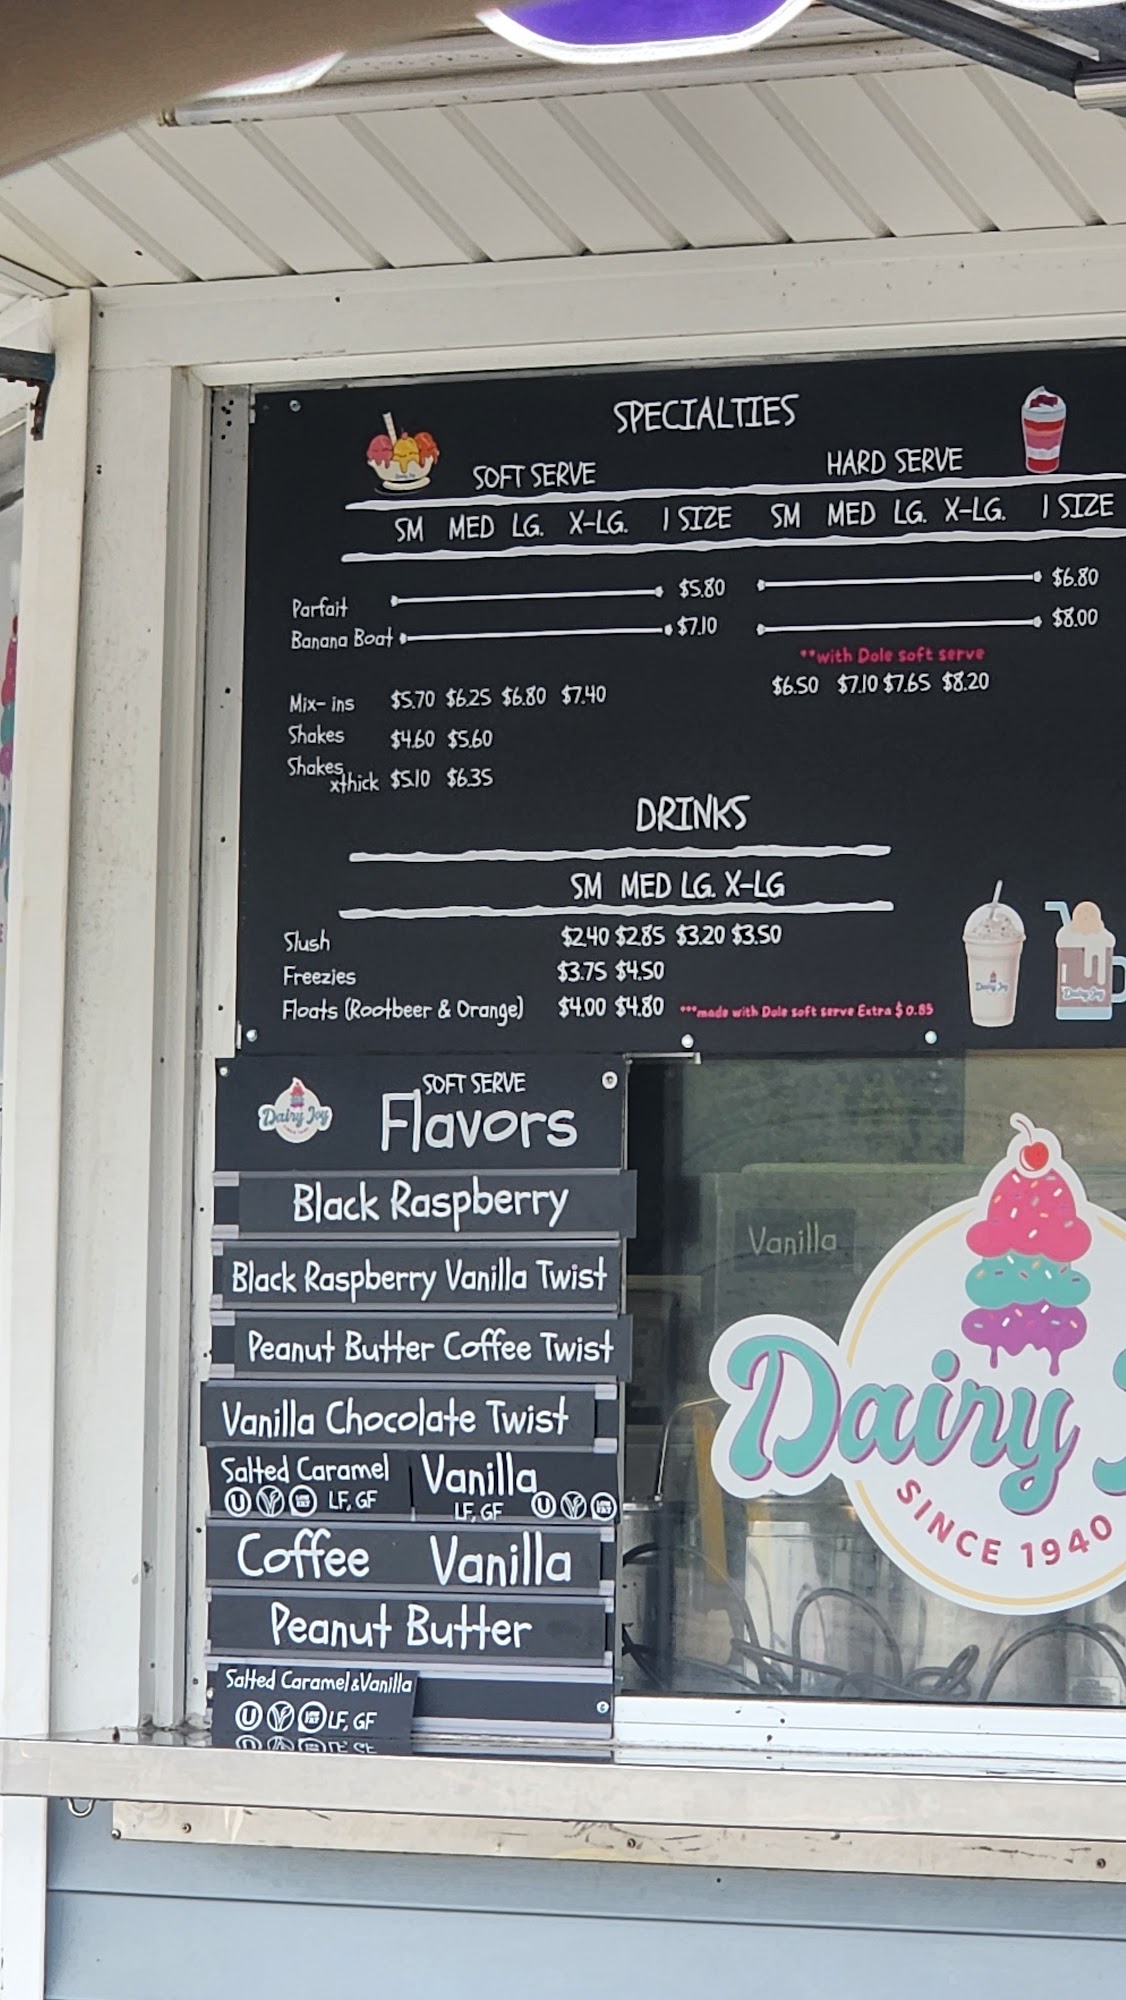 SPECIALTIES
SOFT SERVE HARD SERVE
SM MED LG. X-LG. 1 SIZE SM MED LG. X-LG. 1 SIZE
Parfait $5.80 $6.80
Banana Boat $7.10 $8.00
**with Dole soft serve
Mix-ins $5.70 $6.25 $6.80 $7.40 $6.50 $7.10 $7.65 $8.20
Shakes $4.60 $5.60
Shakes
xthick $5.10 $6.35
DRINKS
SM MED LG. X-LG
Slush $2.40 $2.85 $3.20 $3.50
Freezies $3.75 $4.50
Floats (Rootbeer & Orange) $4.00 $4.80 ***made with Dole soft serve Extra $0.85
Dairy Joy
SOFT SERVE
Flavors
Black Raspberry
Black Raspberry Vanilla Twist
Peanut Butter Coffee Twist
Vanilla Chocolate Twist
Salted Caramel
U LF, GF
Vanilla
LF, GF U
Coffee Vanilla
Peanut Butter
Salted Caramel & Vanilla
U LF, GF
Vanilla
Dairy
SINCE 1940